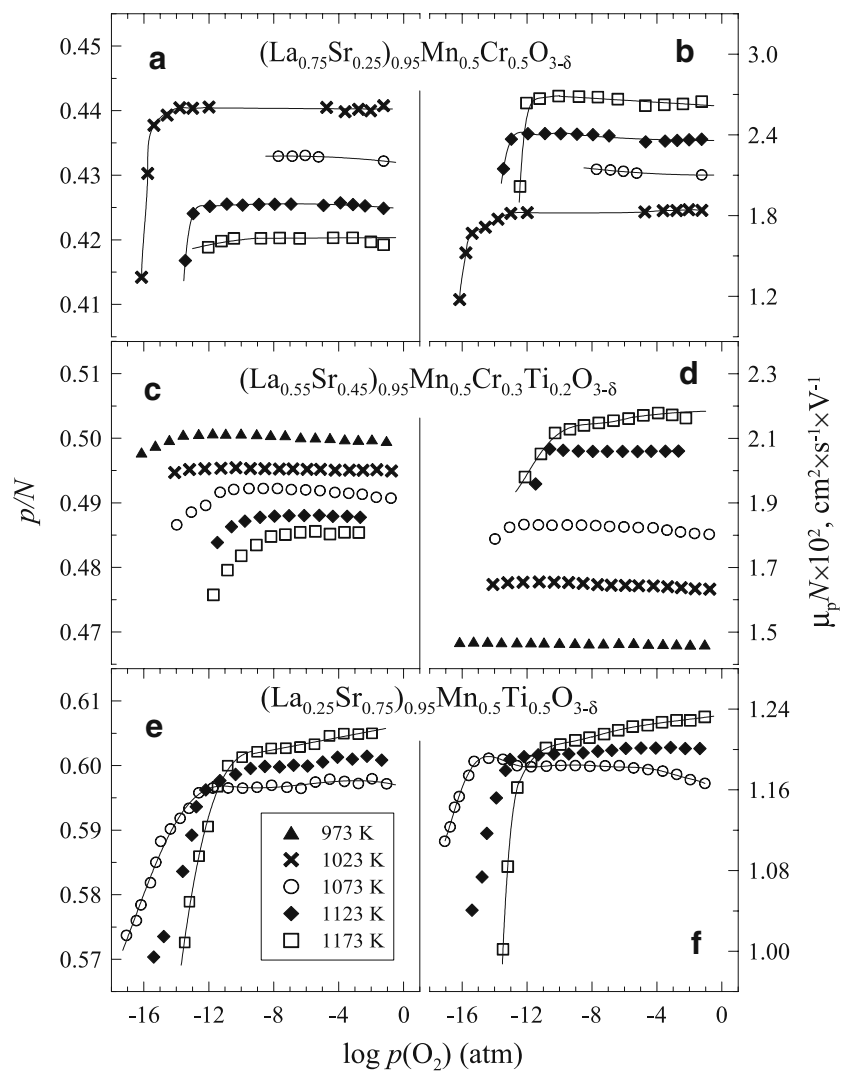 a (La0.75Sr0.25)0.95Mn0.5Cr0.5O3-δ b
0.45
0.44
0.43
0.42
0.41
3.0
2.4
1.8
1.2
c (La0.55Sr0.45)0.95Mn0.5Cr0.3Ti0.2O3-δ d
0.51
0.50
0.49
0.48
0.47
2.3
2.1
1.9
1.7
1.5
p/N
μpN×10², cm²×s⁻¹×V⁻¹
e (La0.25Sr0.75)0.95Mn0.5Ti0.5O3-δ
0.61
0.60
0.59
0.58
0.57
1.24
1.16
1.08
1.00
973 K
1023 K
1073 K
1123 K
1173 K
f
-16 -12 -8 -4 0 -16 -12 -8 -4 0
log p(O2) (atm)